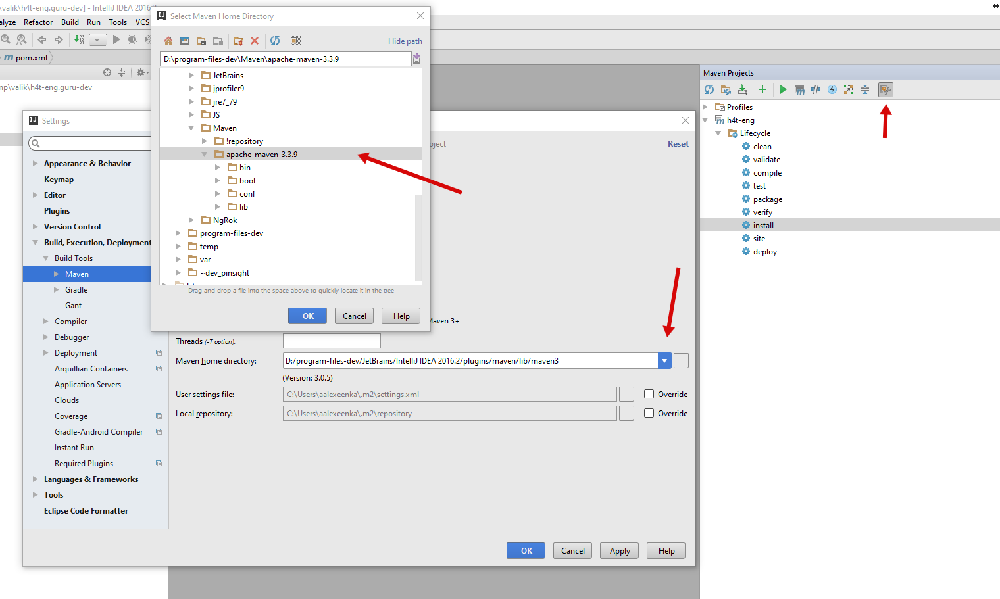 \valik\h4t-eng.guru-dev] - IntelliJ IDEA 2016.2
alyze Refactor Build Run Tools VCS
pom.xml
np\valik\h4t-eng.guru-dev
Select Maven Home Directory
Hide path
D:\program-files-dev\Maven\apache-maven-3.3.9
JetBrains
jprofiler9
jre7_79
JS
Maven
!repository
apache-maven-3.3.9
bin
boot
conf
lib
NgRok
program-files-dev_
temp
var
~dev_pinsight
Drag and drop a file into the space above to quickly locate it in the tree
OK Cancel Help
Settings
oject
Reset
Appearance & Behavior
Keymap
Editor
Plugins
Version Control
Build, Execution, Deployment
Build Tools
Maven
Gradle
Gant
Compiler
Debugger
Deployment
Arquillian Containers
Application Servers
Clouds
Coverage
Gradle-Android Compiler
Instant Run
Required Plugins
Languages & Frameworks
Tools
Eclipse Code Formatter
Maven 3+
Threads (-T option):
Maven home directory: D:/program-files-dev/JetBrains/IntelliJ IDEA 2016.2/plugins/maven/lib/maven3 ...
(Version: 3.0.5)
User settings file: C:\Users\aalexeenka\.m2\settings.xml ... Override
Local repository: C:\Users\aalexeenka\.m2\repository ... Override
OK Cancel Apply Help
Maven Projects
Profiles
h4t-eng
Lifecycle
clean
validate
compile
test
package
verify
install
site
deploy